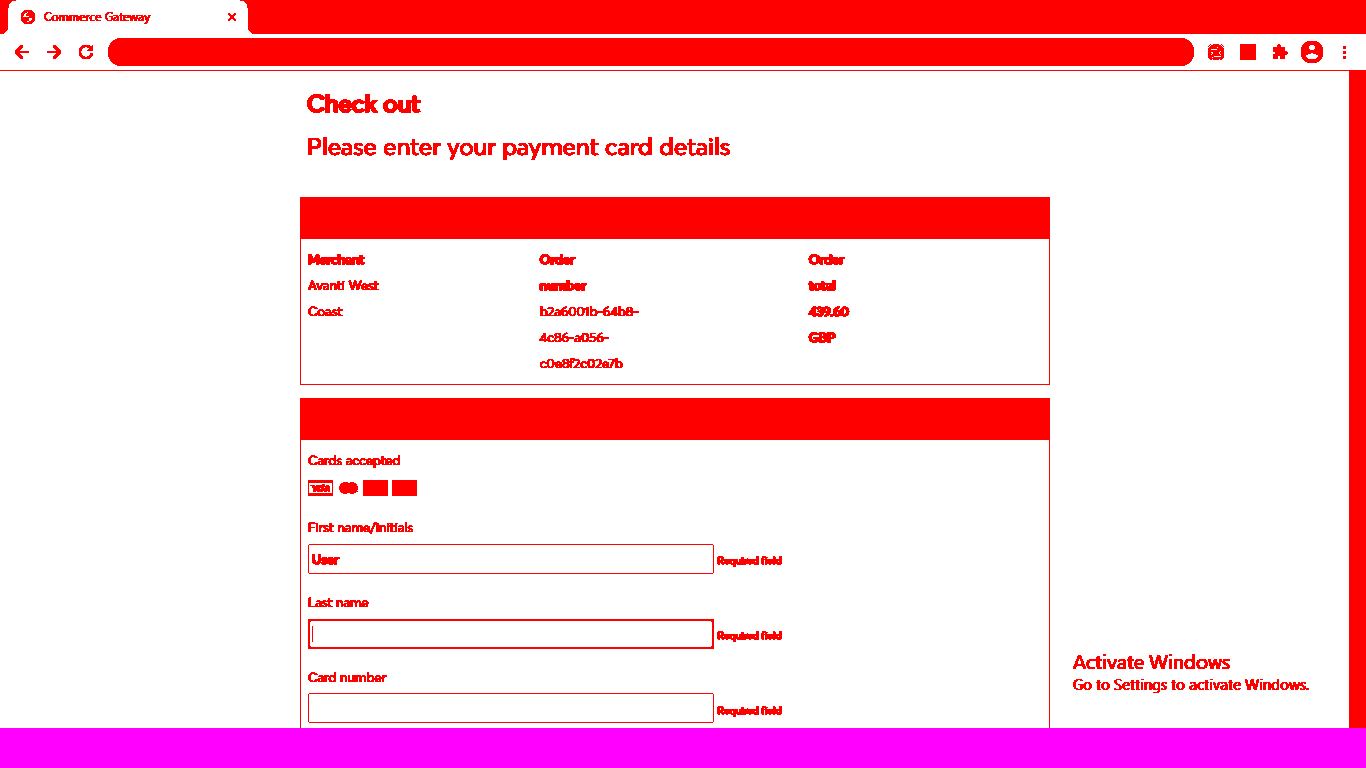 Commerce Gateway
Check out
Please enter your payment card details
Merchant
Avanti West
Coast
Order
number
b2a6001b-64b8-
4c86-a056-
c0e8f2c02e7b
Order
total
439.60
GBP
Cards accepted
VISA
First name/Initials
User
Required field
Last name
Required field
Card number
Required field
Activate Windows
Go to Settings to activate Windows.